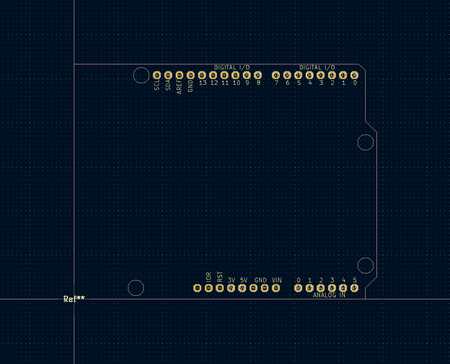 DIGITAL I/O DIGITAL I/O
SCL SDA AREF GND 13 12 11 10 9 8 7 6 5 4 3 2 1 0
IOR RST 3V 5V GND VIN 0 1 2 3 4 5
ANALOG IN
Ref**